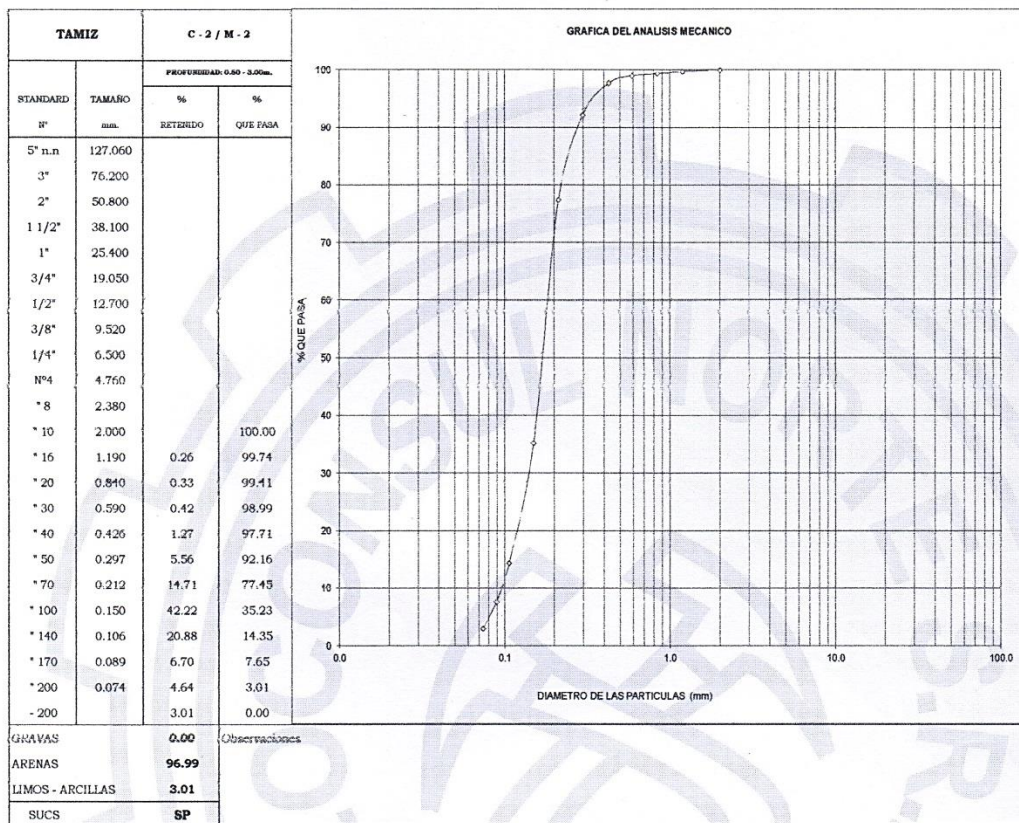 TAMIZ C - 2 / M - 2
PROFUNDIDAD: 0.80 - 3.00m.
STANDARD TAMAÑO % %
Nº mm. RETENIDO QUE PASA
5" n.n 127.060
3" 76.200
2" 50.800
1 1/2" 38.100
1" 25.400
3/4" 19.050
1/2" 12.700
3/8" 9.520
1/4" 6.500
Nº4 4.760
" 8 2.380
" 10 2.000 100.00
" 16 1.190 0.26 99.74
" 20 0.840 0.33 99.41
" 30 0.590 0.42 98.99
" 40 0.426 1.27 97.71
" 50 0.297 5.56 92.16
" 70 0.212 14.71 77.45
" 100 0.150 42.22 35.23
" 140 0.106 20.88 14.35
" 170 0.089 6.70 7.65
" 200 0.074 4.64 3.01
- 200 3.01 0.00
GRAVAS 0.00 Observaciones
ARENAS 96.99
LIMOS - ARCILLAS 3.01
SUCS SP
GRAFICA DEL ANALISIS MECANICO
% QUE PASA
100
90
80
70
60
50
40
30
20
10
0
0.0 0.1 1.0 10.0 100.0
DIAMETRO DE LAS PARTICULAS (mm)
CONSUL NORTE S.R.